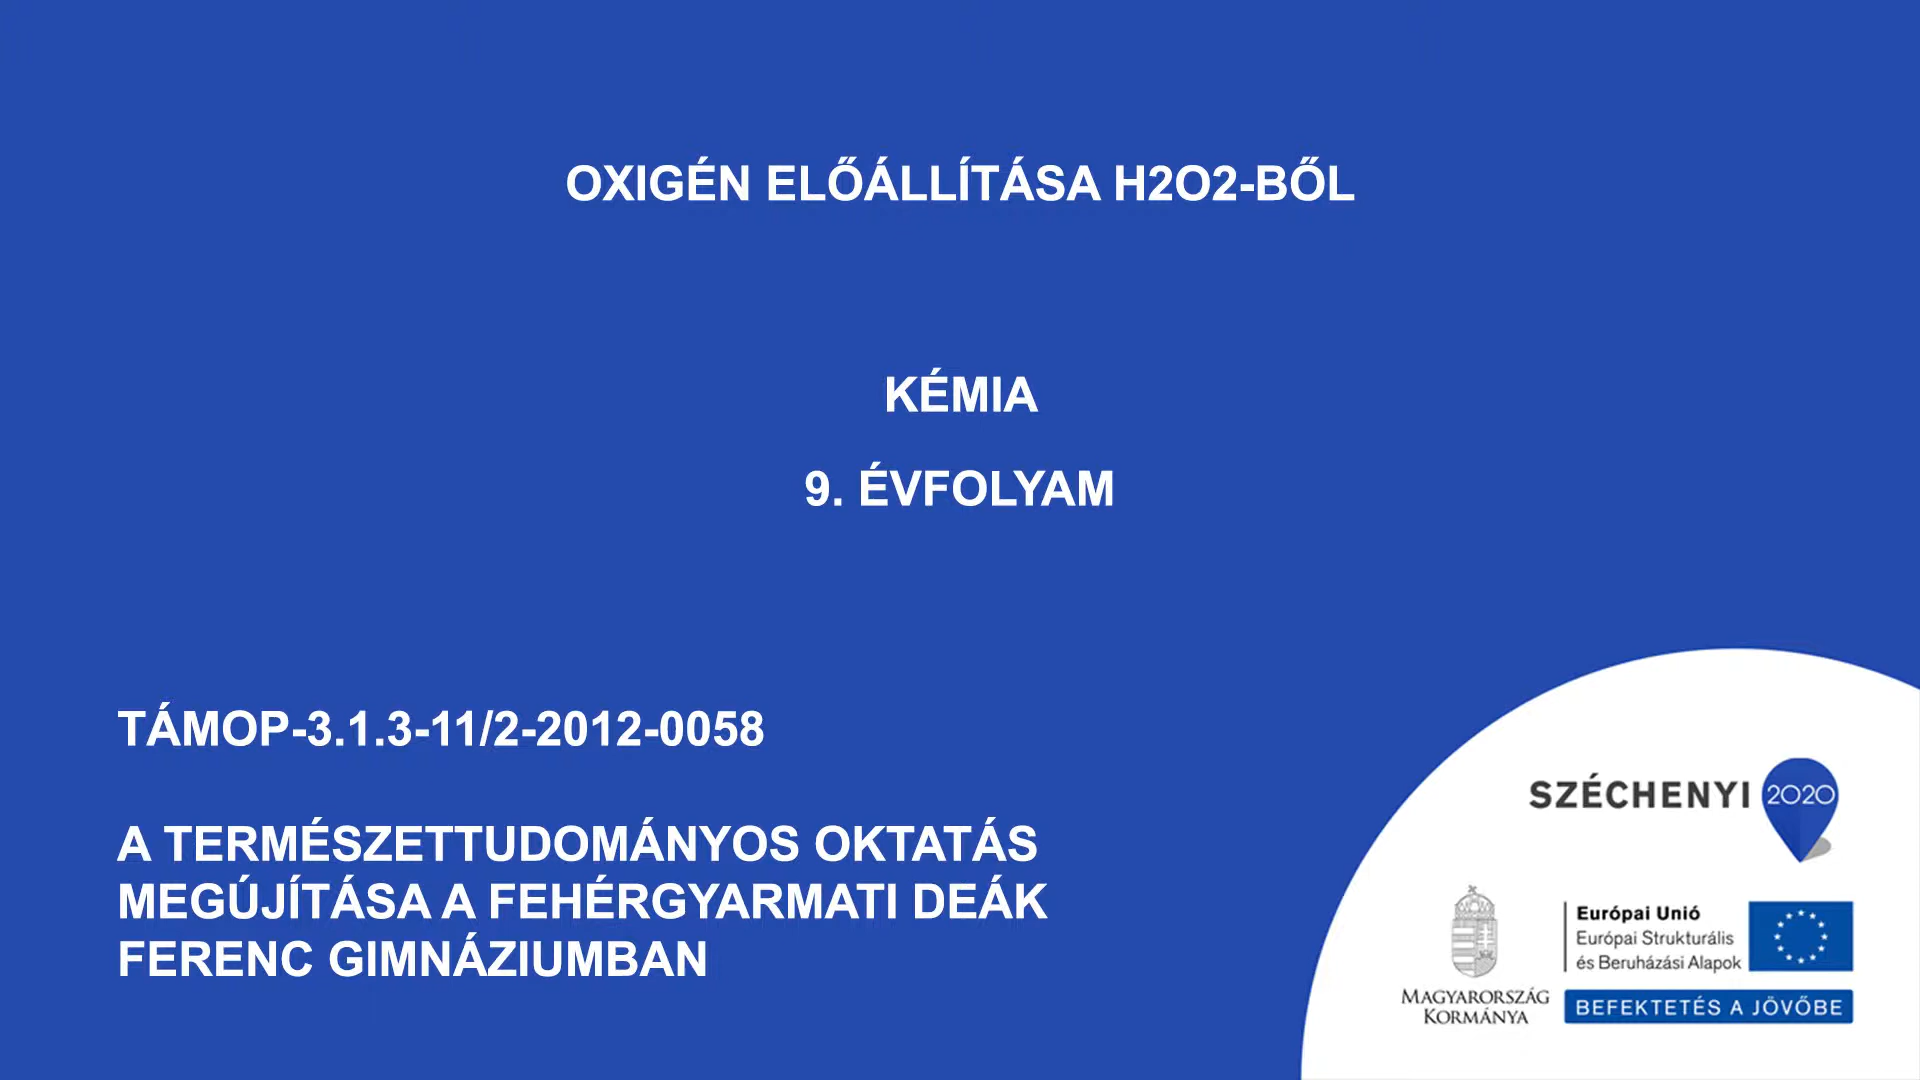 OXIGÉN ELŐÁLLÍTÁSA H2O2-BŐL
KÉMIA
9. ÉVFOLYAM
TÁMOP-3.1.3-11/2-2012-0058
A TERMÉSZETTUDOMÁNYOS OKTATÁS
MEGÚJÍTÁSA A FEHÉRGYARMATI DEÁK
FERENC GIMNÁZIUMBAN
SZÉCHENYI 2020
MAGYARORSZÁG
KORMÁNYA
Európai Unió
Európai Strukturális
és Beruházási Alapok
BEFEKTETÉS A JÖVŐBE